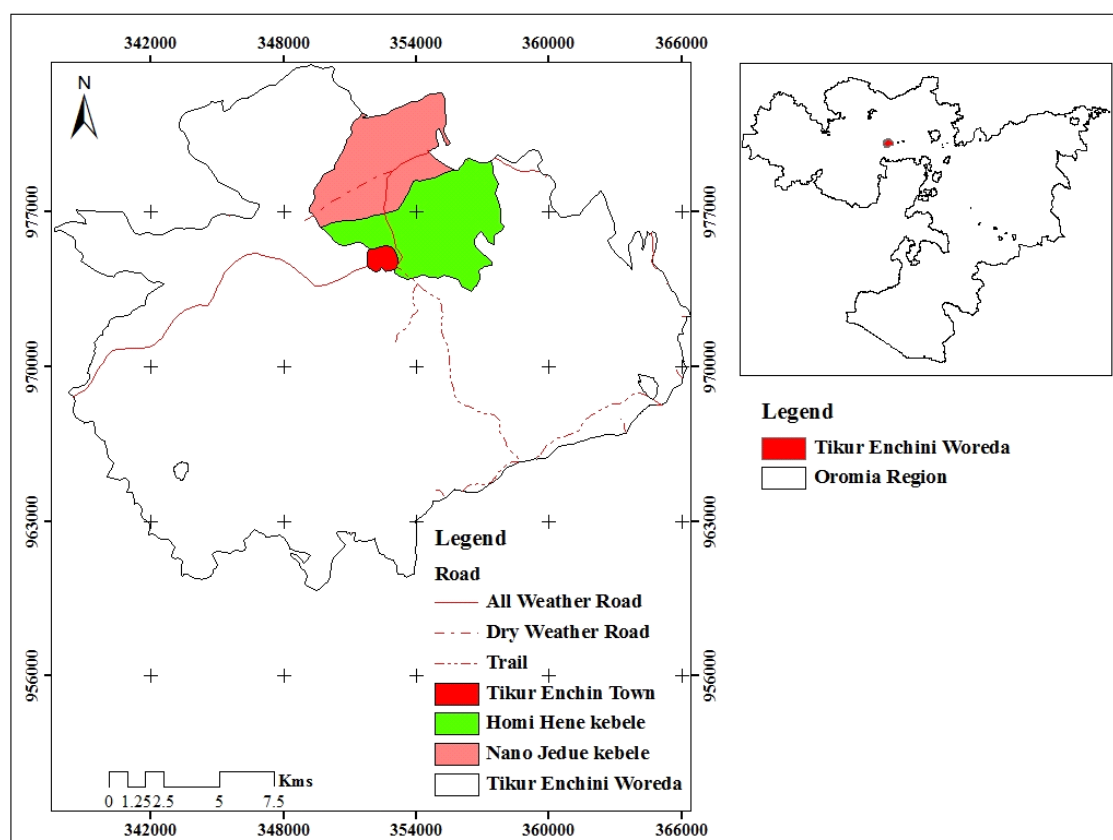 342000 348000 354000 360000 366000
N
977000 977000
970000 970000
963000 963000
956000 956000
Legend
Road
All Weather Road
Dry Weather Road
Trail
Tikur Enchin Town
Homi Hene kebele
Nano Jedue kebele
Tikur Enchini Woreda
Kms
0 1.25 2.5 5 7.5
342000 348000 354000 360000 366000
Legend
Tikur Enchini Woreda
Oromia Region